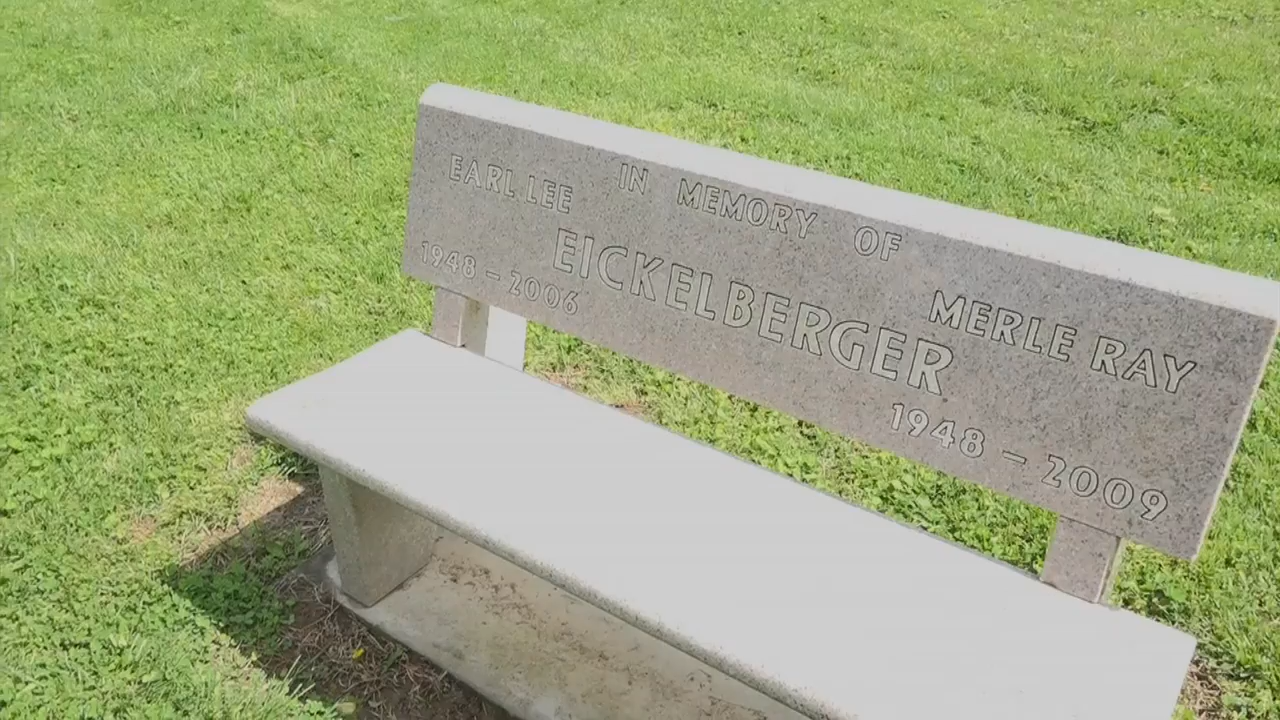 IN MEMORY OF
EARL LEE
EICKELBERGER
MERLE RAY
1948 – 2006
1948 – 2009